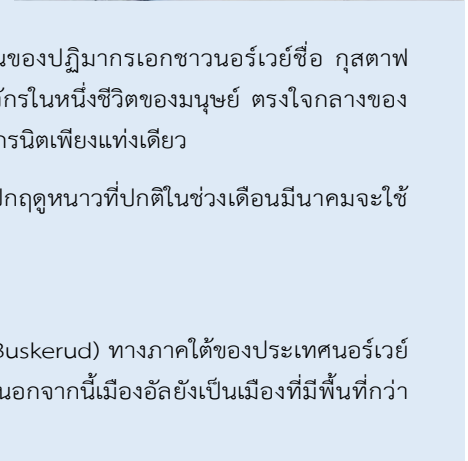 ของปฏิมากรเอกชาวนอร์เวย์ชื่อ กุสตาฟ
จักรในหนึ่งชีวิตของมนุษย์ ตรงใจกลางของ
กรนิตเพียงแท่งเดียว
ปกฤดูหนาวที่ปกติในช่วงเดือนมีนาคมจะใช้
Buskerud) ทางภาคใต้ของประเทศนอร์เวย์
นอกจากนี้เมืองอัลยังเป็นเมืองที่มีพื้นที่กว่า